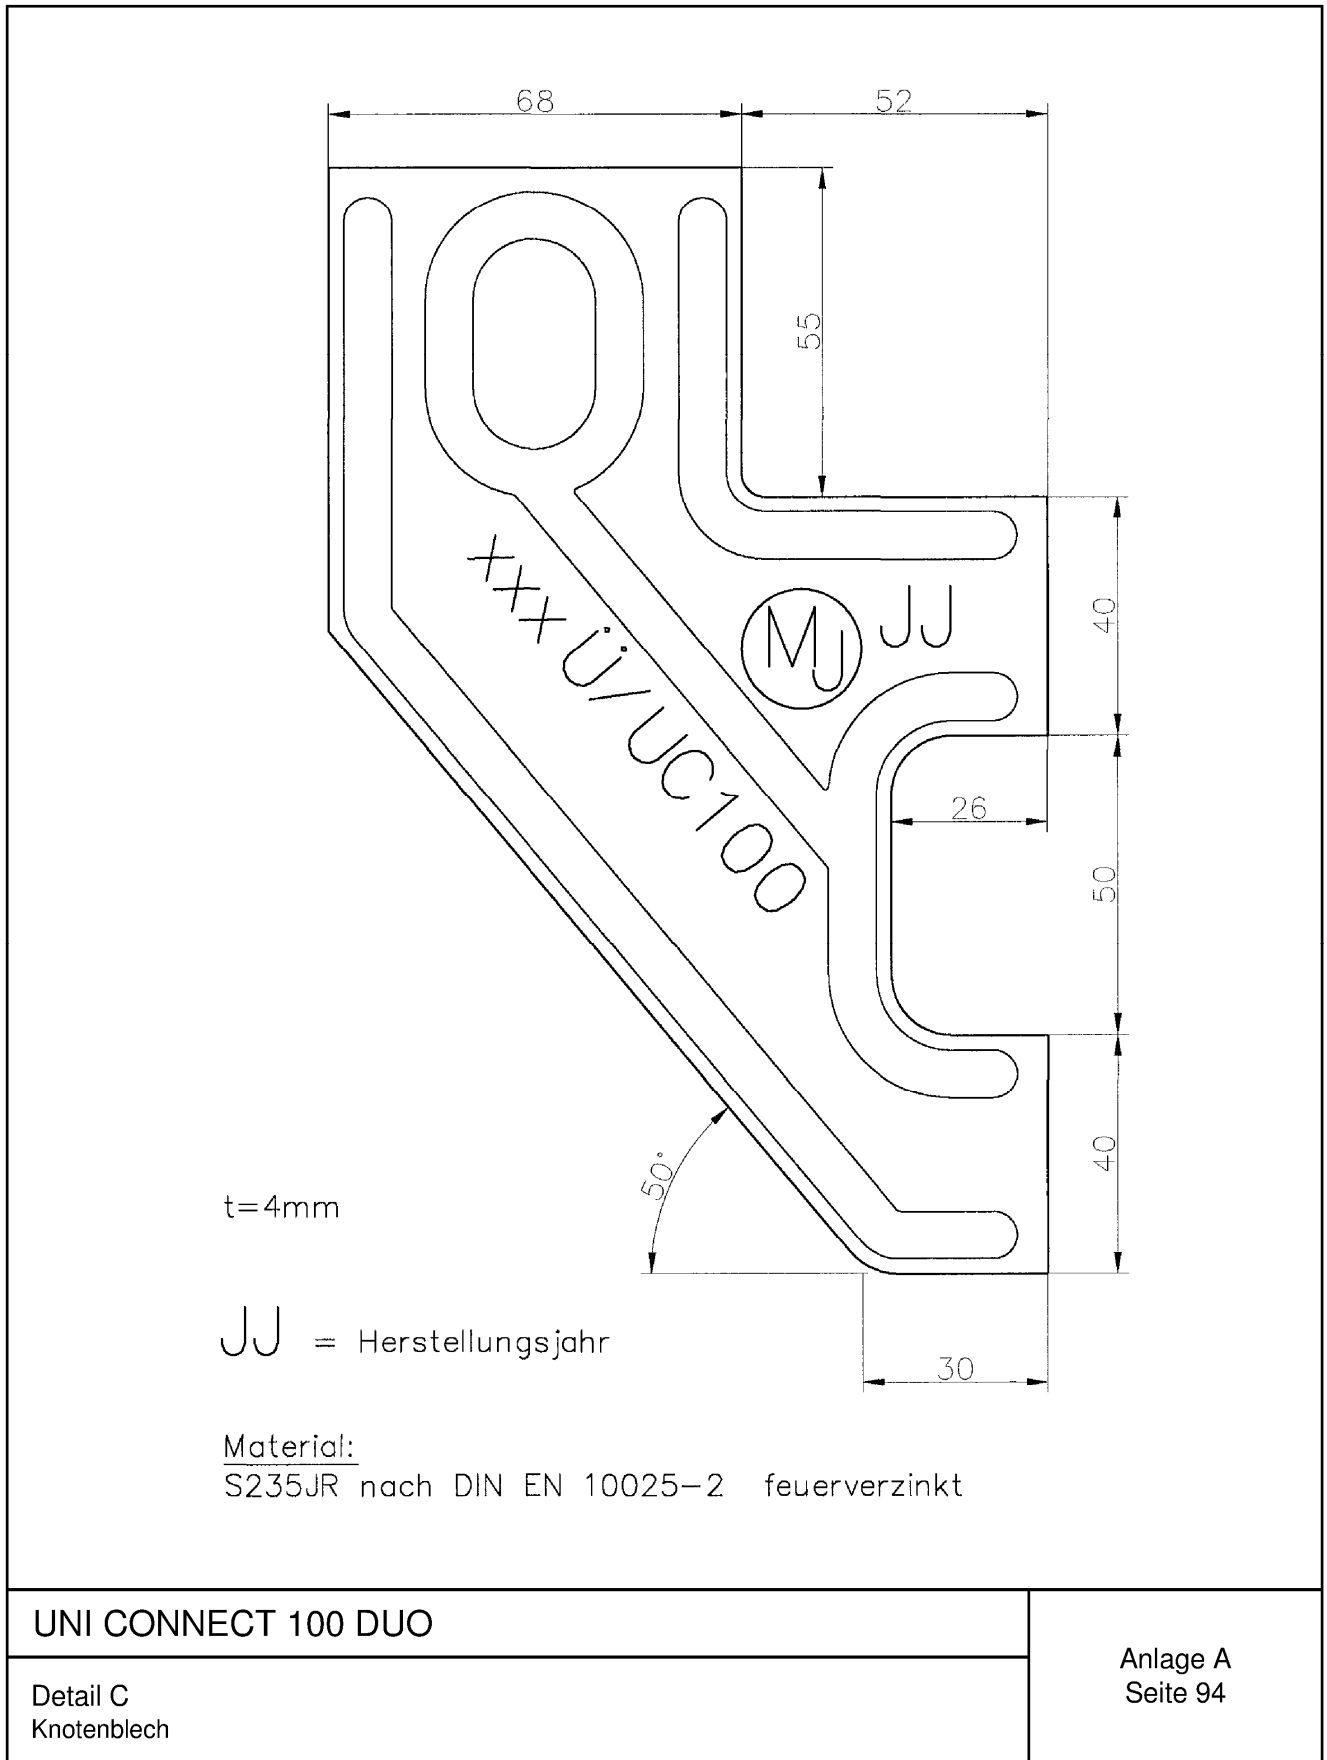 68
52
55
xxx Ü/UC100
MJ JJ
40
26
50
40
50°
t=4mm
30
JJ = Herstellungsjahr
Material:
S235JR nach DIN EN 10025-2 feuerverzinkt
UNI CONNECT 100 DUO
Detail C
Knotenblech
Anlage A
Seite 94